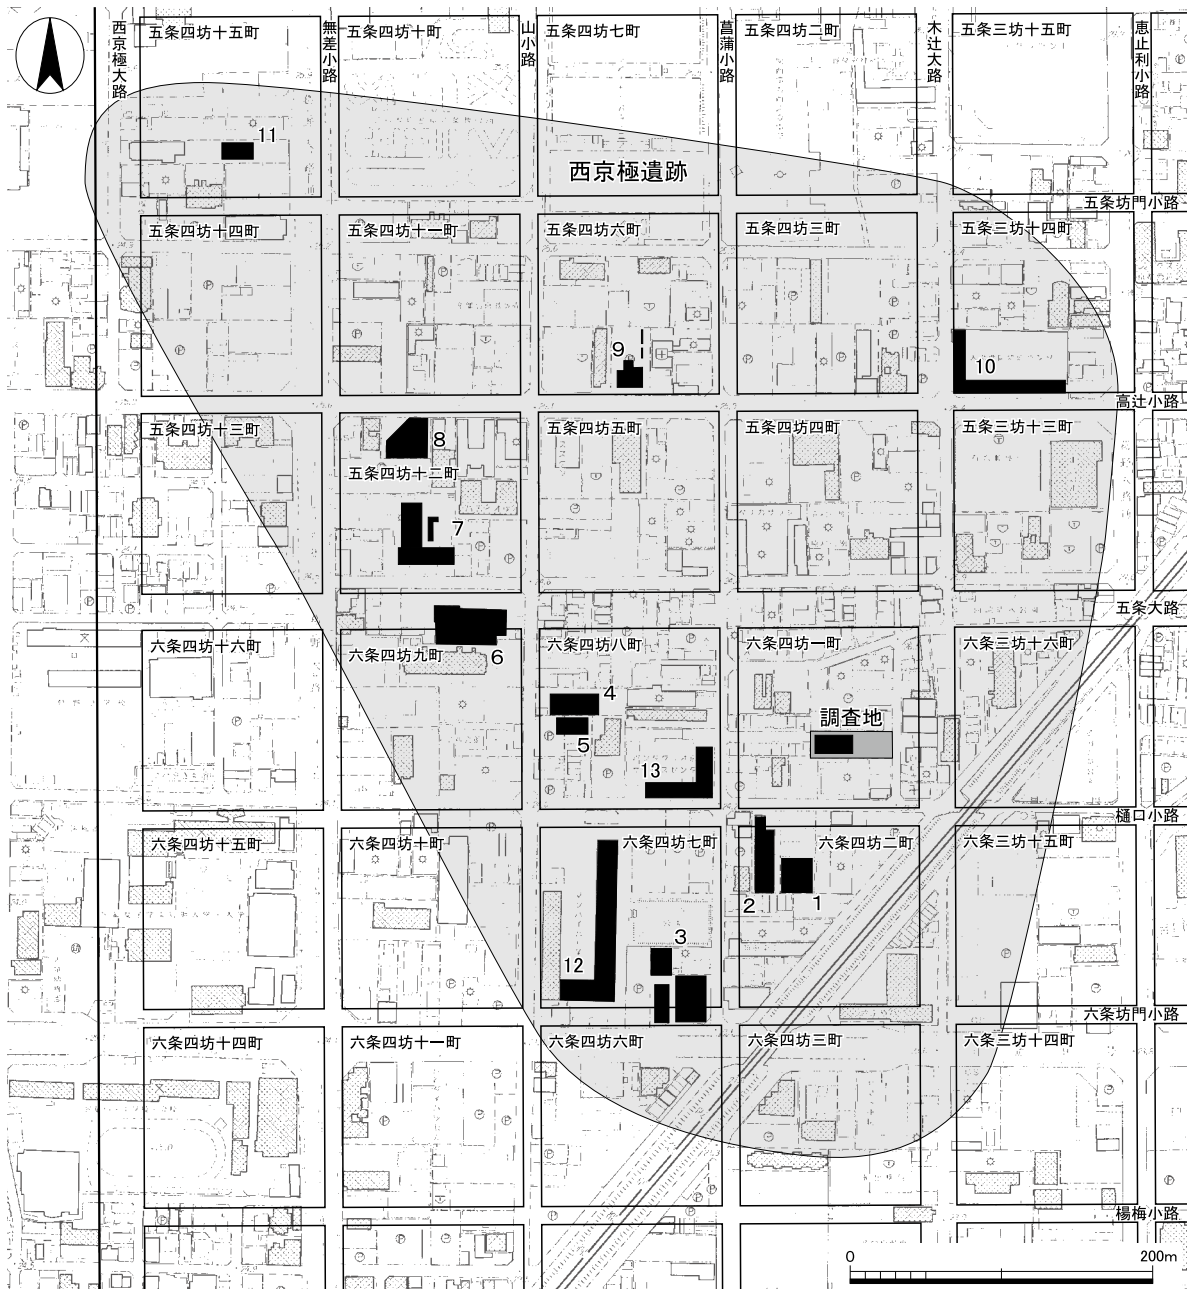 西京極大路
無差小路
山小路
菖蒲小路
木辻大路
恵止利小路
五条四坊十五町
五条四坊十町
五条四坊七町
五条四坊二町
五条三坊十五町
11
西京極遺跡
五条坊門小路
五条四坊十四町
五条四坊十一町
五条四坊六町
五条四坊三町
五条三坊十四町
9
10
高辻小路
五条四坊十三町
8
五条四坊十二町
五条四坊五町
五条四坊四町
五条三坊十三町
7
五条大路
六条四坊十六町
六条四坊九町
6
六条四坊八町
六条四坊一町
六条三坊十六町
4
5
13
調査地
樋口小路
六条四坊十五町
六条四坊十町
六条四坊七町
六条四坊二町
六条三坊十五町
2
1
3
12
六条坊門小路
六条四坊十四町
六条四坊十一町
六条四坊六町
六条四坊三町
六条三坊十四町
楊梅小路
0
200m